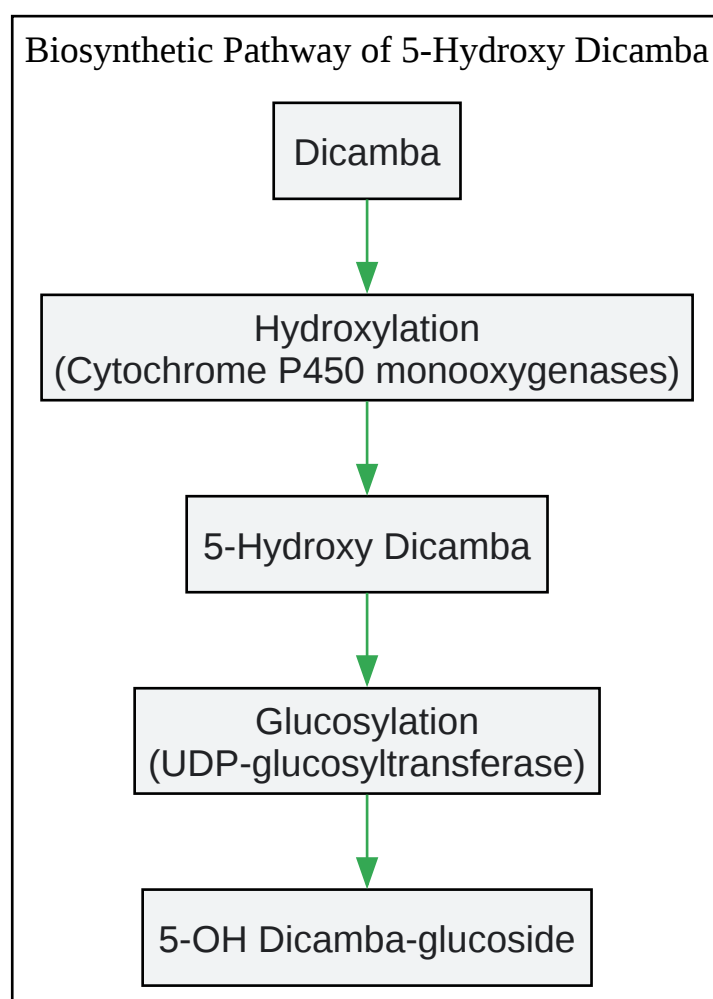 Biosynthetic Pathway of 5-Hydroxy Dicamba
Dicamba
Hydroxylation
(Cytochrome P450 monooxygenases)
5-Hydroxy Dicamba
Glucosylation
(UDP-glucosyltransferase)
5-OH Dicamba-glucoside